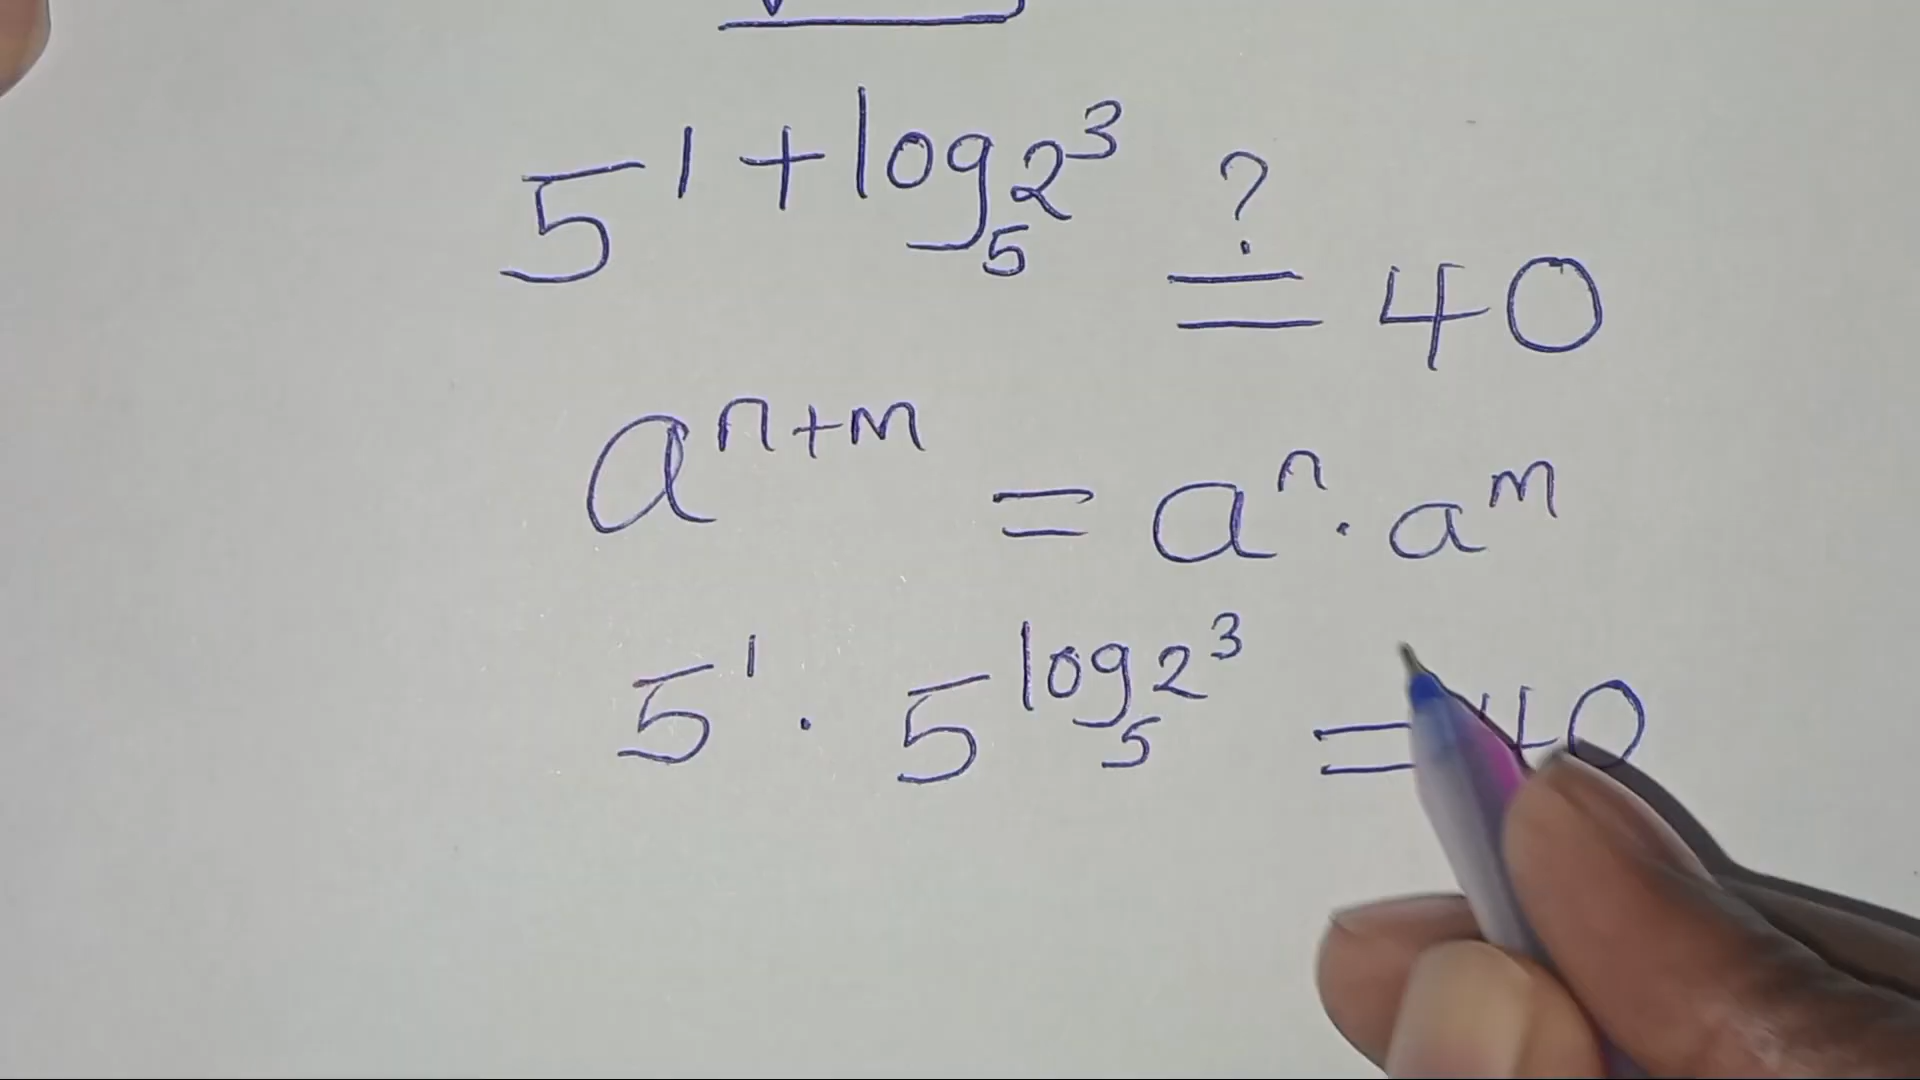 5^{1+log_5 2^3} ?= 40
a^{n+m} = a^n · a^m
5^1 · 5^{log_5 2^3} = 40